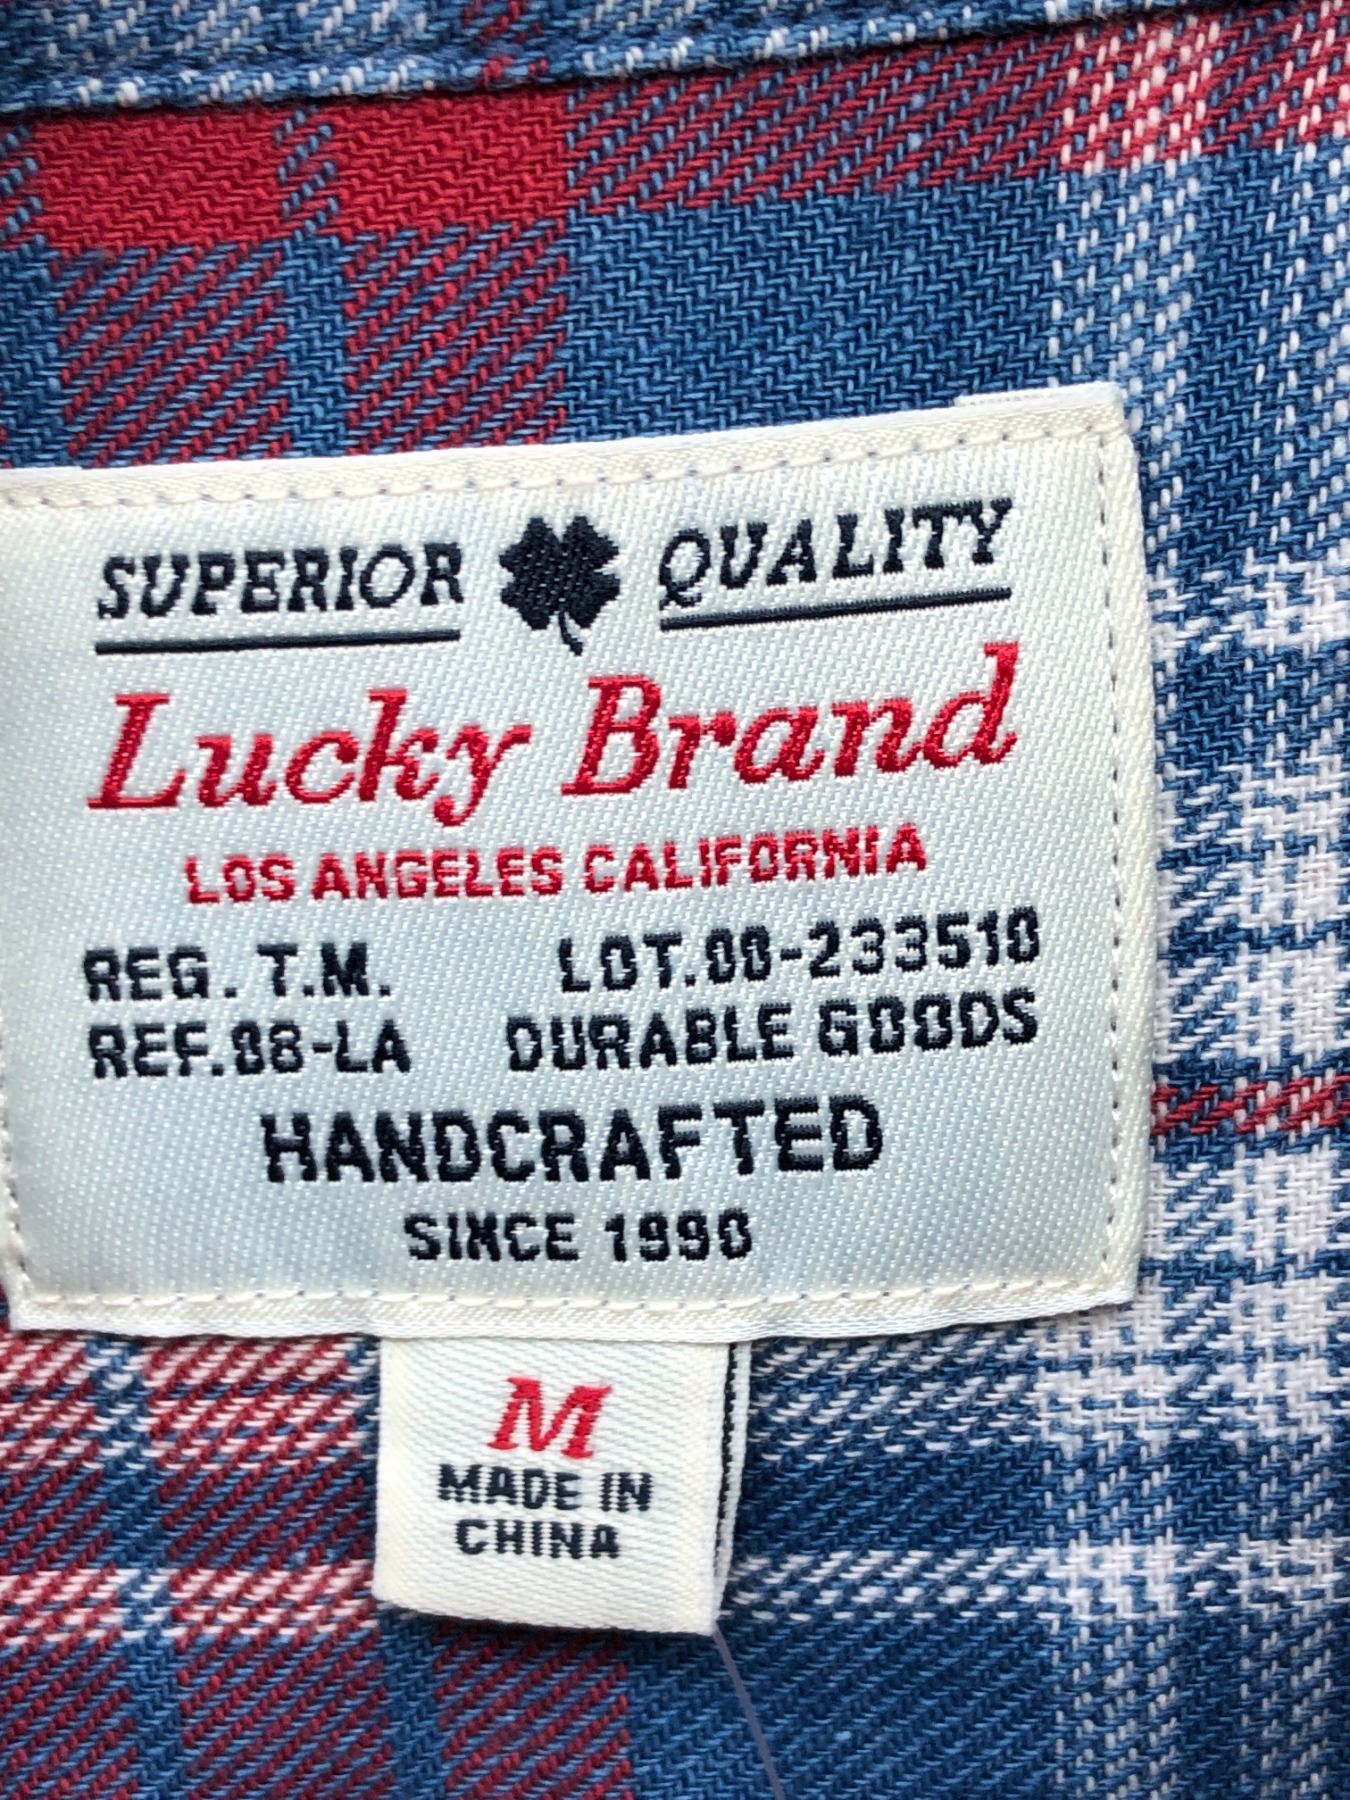 SUPERIOR QUALITY
Lucky Brand
LOS ANGELES CALIFORNIA
REG. T.M. LOT.00-233510
REF.08-LA DURABLE GOODS
HANDCRAFTED
SINCE 1990
M
MADE IN
CHINA